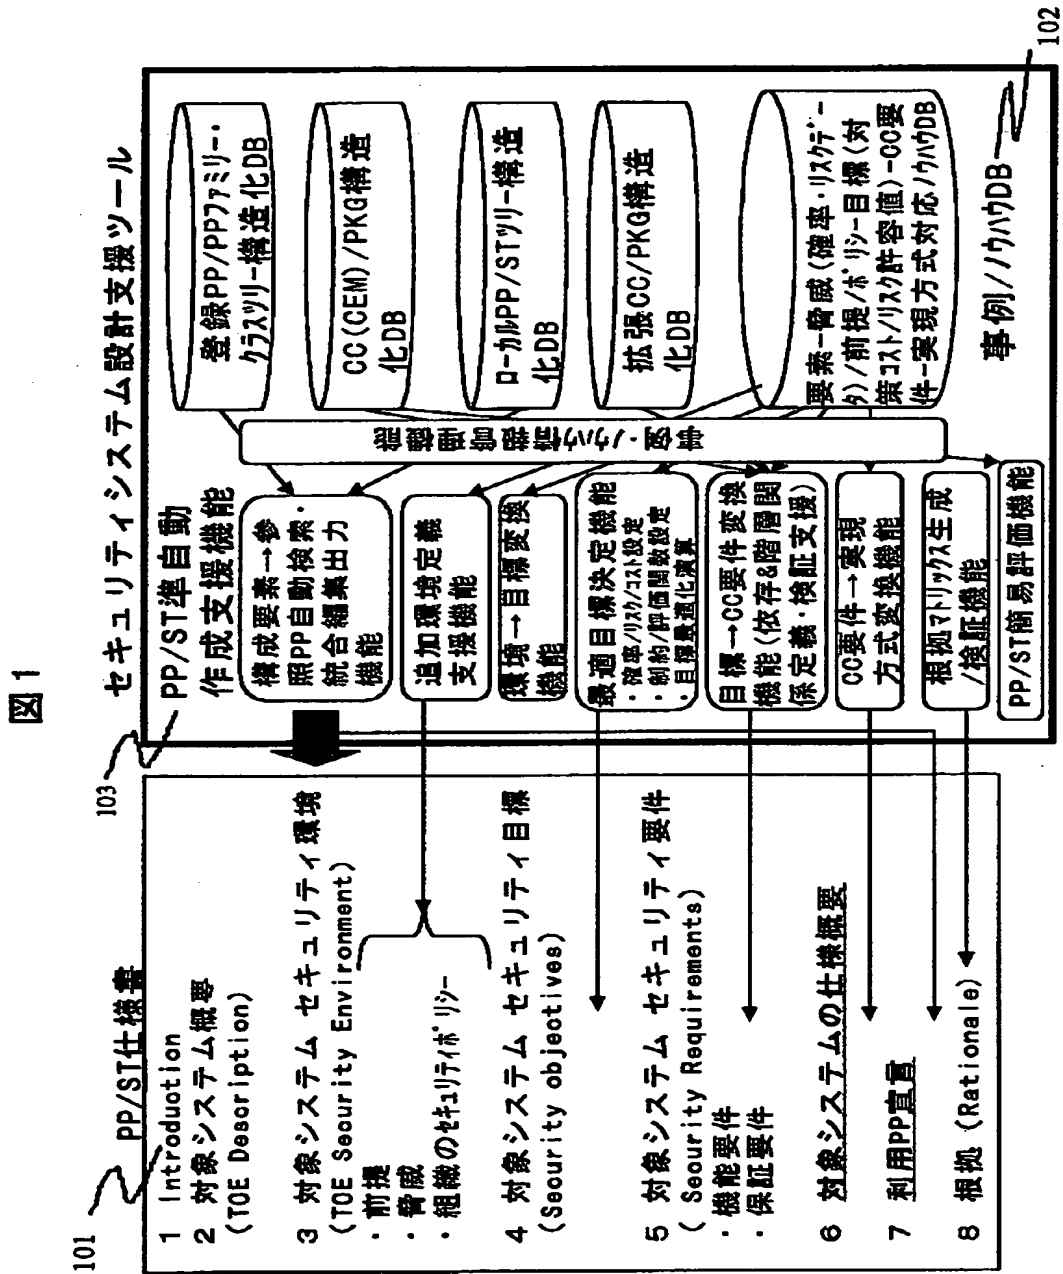 図1
101
PP/ST仕様書
1 Introduction
2 対象システム概要
(TOE Description)
3 対象システム セキュリティ環境
(TOE Security Environment)
・前提
・脅威
・組織のセキュリティポリシー
4 対象システム セキュリティ目標
(Security objectives)
5 対象システム セキュリティ要件
( Security Requirements)
・機能要件
・保証要件
6 対象システムの仕様概要
7 利用PP宣言
8 根拠 (Rationale)
103
セキュリティシステム設計支援ツール
PP/ST準自動
作成支援機能
構成要素→参
照PP自動検索・
統合編集出力
機能
追加環境定義
支援機能
環境→目標変換
機能
最適目標決定機能
・確率/リスク/コスト設定
・制約/評価関数設定
・目標最適化演算
目標→CC要件変換
機能(依存&階層関
係定義・検証支援)
CC要件→実現
方式変換機能
根拠マトリックス生成
/検証機能
PP/ST簡易評価機能
登録PP/PPファミリー・
クラスツリー構造化DB
CC(CEM)/PKG構造
化DB
ローカルPP/STツリー構造
化DB
拡張CC/PKG構造
化DB
要素-脅威(確率・リスクデー
タ)/前提/ポリシー目標(対
策コスト/リスク許容値)-CC要
件-実現方式対応ノウハウDB
事例/ノウハウDB
102